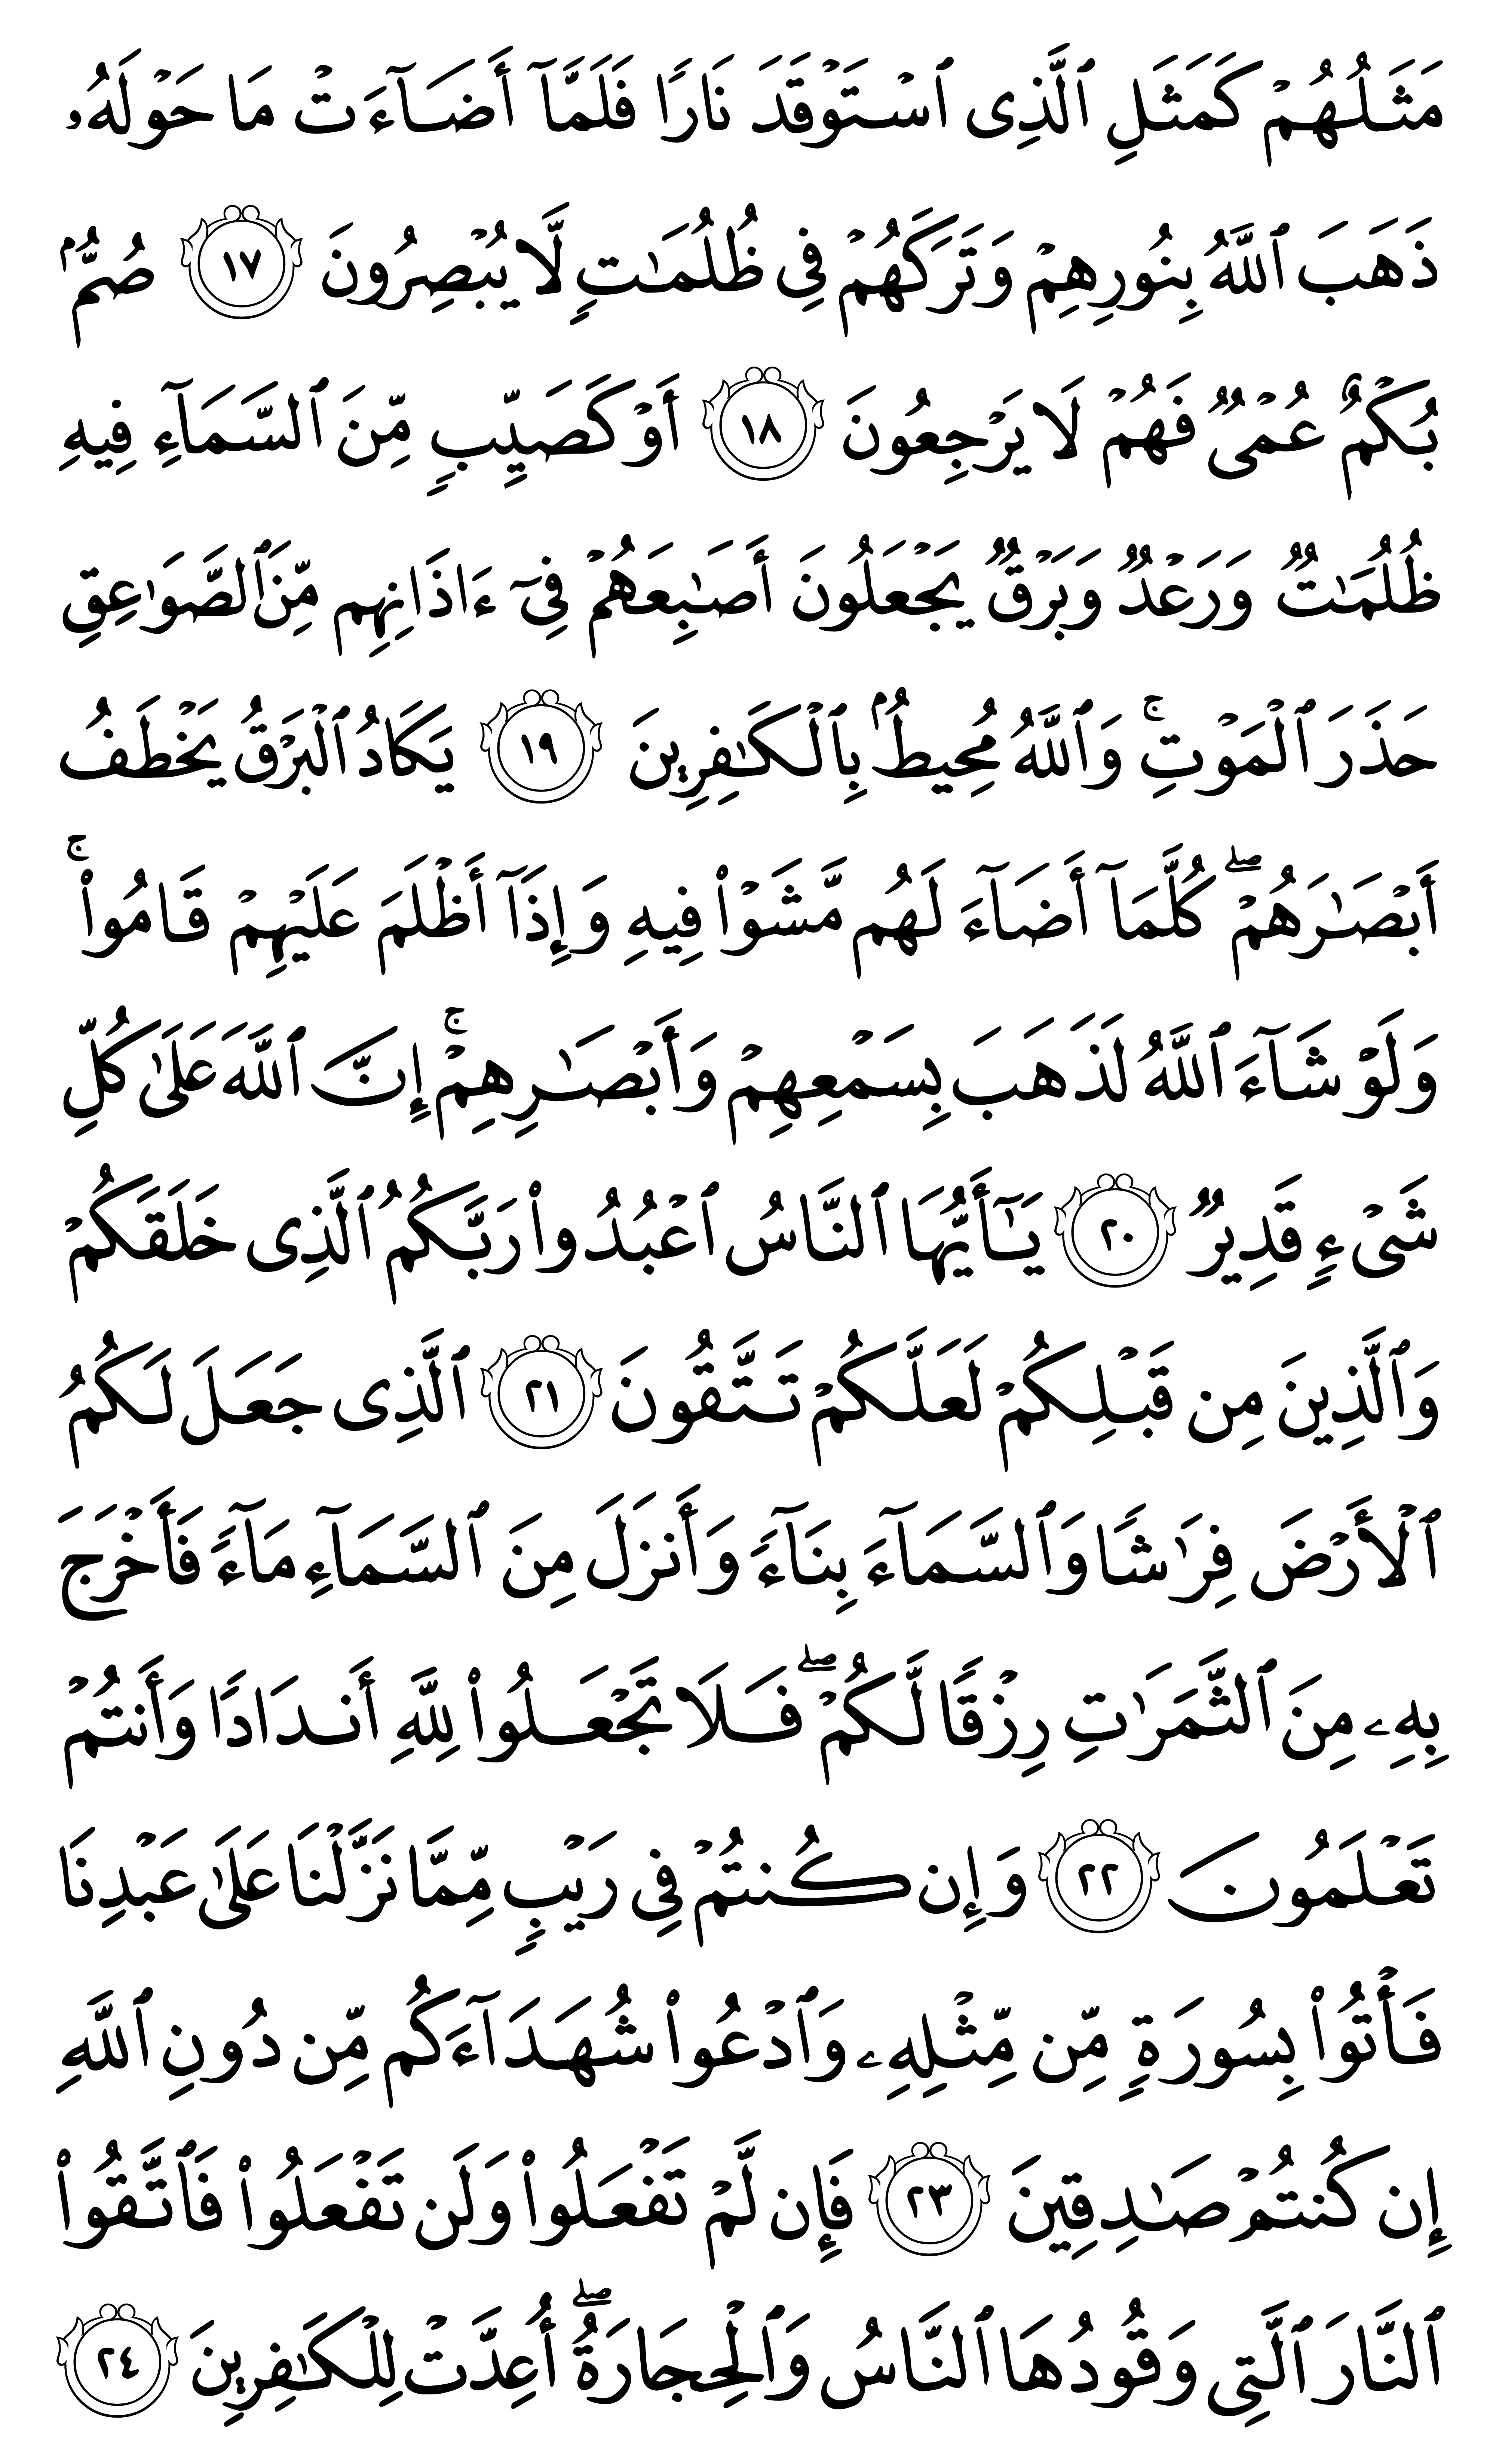 مَثَلُهُمۡ كَمَثَلِ ٱلَّذِى ٱسۡتَوۡقَدَ نَارًا فَلَمَّآ أَضَآءَتۡ مَا حَوۡلَهُۥ
ذَهَبَ ٱللَّهُ بِنُورِهِمۡ وَتَرَكَهُمۡ فِى ظُلُمَٰتٍ لَّا يُبۡصِرُونَ ١٧ صُمُّۢ
بُكۡمٌ عُمۡىٌ فَهُمۡ لَا يَرۡجِعُونَ ١٨ أَوۡ كَصَيِّبٍ مِّنَ ٱلسَّمَآءِ فِيهِ
ظُلُمَٰتٌ وَرَعۡدٌ وَبَرۡقٌ يَجۡعَلُونَ أَصَٰبِعَهُمۡ فِىٓ ءَاذَانِهِم مِّنَ ٱلصَّوَٰعِقِ
حَذَرَ ٱلۡمَوۡتِۚ وَٱللَّهُ مُحِيطُۢ بِٱلۡكَٰفِرِينَ ١٩ يَكَادُ ٱلۡبَرۡقُ يَخۡطَفُ
أَبۡصَٰرَهُمۡۖ كُلَّمَآ أَضَآءَ لَهُم مَّشَوۡاْ فِيهِ وَإِذَآ أَظۡلَمَ عَلَيۡهِمۡ قَامُواْۚ
وَلَوۡ شَآءَ ٱللَّهُ لَذَهَبَ بِسَمۡعِهِمۡ وَأَبۡصَٰرِهِمۡۚ إِنَّ ٱللَّهَ عَلَىٰ كُلِّ
شَىۡءٍ قَدِيرٌ ٢٠ يَٰٓأَيُّهَا ٱلنَّاسُ ٱعۡبُدُواْ رَبَّكُمُ ٱلَّذِى خَلَقَكُمۡ
وَٱلَّذِينَ مِن قَبۡلِكُمۡ لَعَلَّكُمۡ تَتَّقُونَ ٢١ ٱلَّذِى جَعَلَ لَكُمُ
ٱلۡأَرۡضَ فِرَٰشًا وَٱلسَّمَآءَ بِنَآءً وَأَنزَلَ مِنَ ٱلسَّمَآءِ مَآءً فَأَخۡرَجَ
بِهِۦ مِنَ ٱلثَّمَرَٰتِ رِزۡقًا لَّكُمۡۖ فَلَا تَجۡعَلُواْ لِلَّهِ أَندَادًا وَأَنتُمۡ
تَعۡلَمُونَ ٢٢ وَإِن كُنتُمۡ فِى رَيۡبٍ مِّمَّا نَزَّلۡنَا عَلَىٰ عَبۡدِنَا
فَأۡتُواْ بِسُورَةٍ مِّن مِّثۡلِهِۦ وَٱدۡعُواْ شُهَدَآءَكُم مِّن دُونِ ٱللَّهِ
إِن كُنتُمۡ صَٰدِقِينَ ٢٣ فَإِن لَّمۡ تَفۡعَلُواْ وَلَن تَفۡعَلُواْ فَٱتَّقُواْ
ٱلنَّارَ ٱلَّتِى وَقُودُهَا ٱلنَّاسُ وَٱلۡحِجَارَةُۖ أُعِدَّتۡ لِلۡكَٰفِرِينَ ٢٤